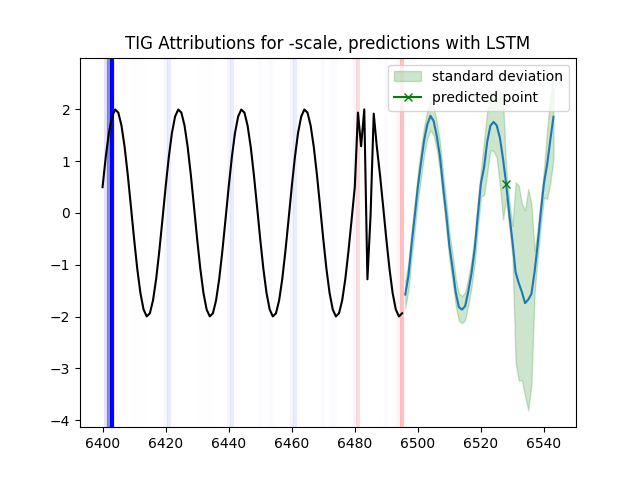 TIG Attributions for -scale, predictions with LSTM
standard deviation
predicted point
2
1
0
−1
−2
−3
−4
6400 6420 6440 6460 6480 6500 6520 6540